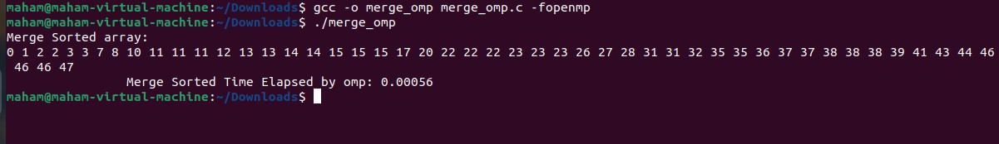 maham@maham-virtual-machine:~/Downloads$ gcc -o merge_omp merge_omp.c -fopenmp
maham@maham-virtual-machine:~/Downloads$ ./merge_omp
Merge Sorted array:
0 1 2 2 3 3 7 8 10 11 11 11 12 13 13 14 14 15 15 15 17 20 22 22 22 23 23 23 26 27 28 31 31 32 35 35 36 37 37 38 38 38 39 41 43 44 46
46 46 47
Merge Sorted Time Elapsed by omp: 0.00056
maham@maham-virtual-machine:~/Downloads$